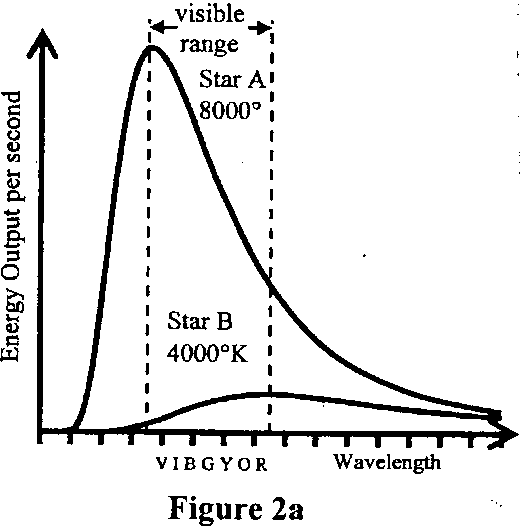 visible
range
Star A
8000°
Energy Output per second
Star B
4000°K
V I B G Y O R
Wavelength
Figure 2a